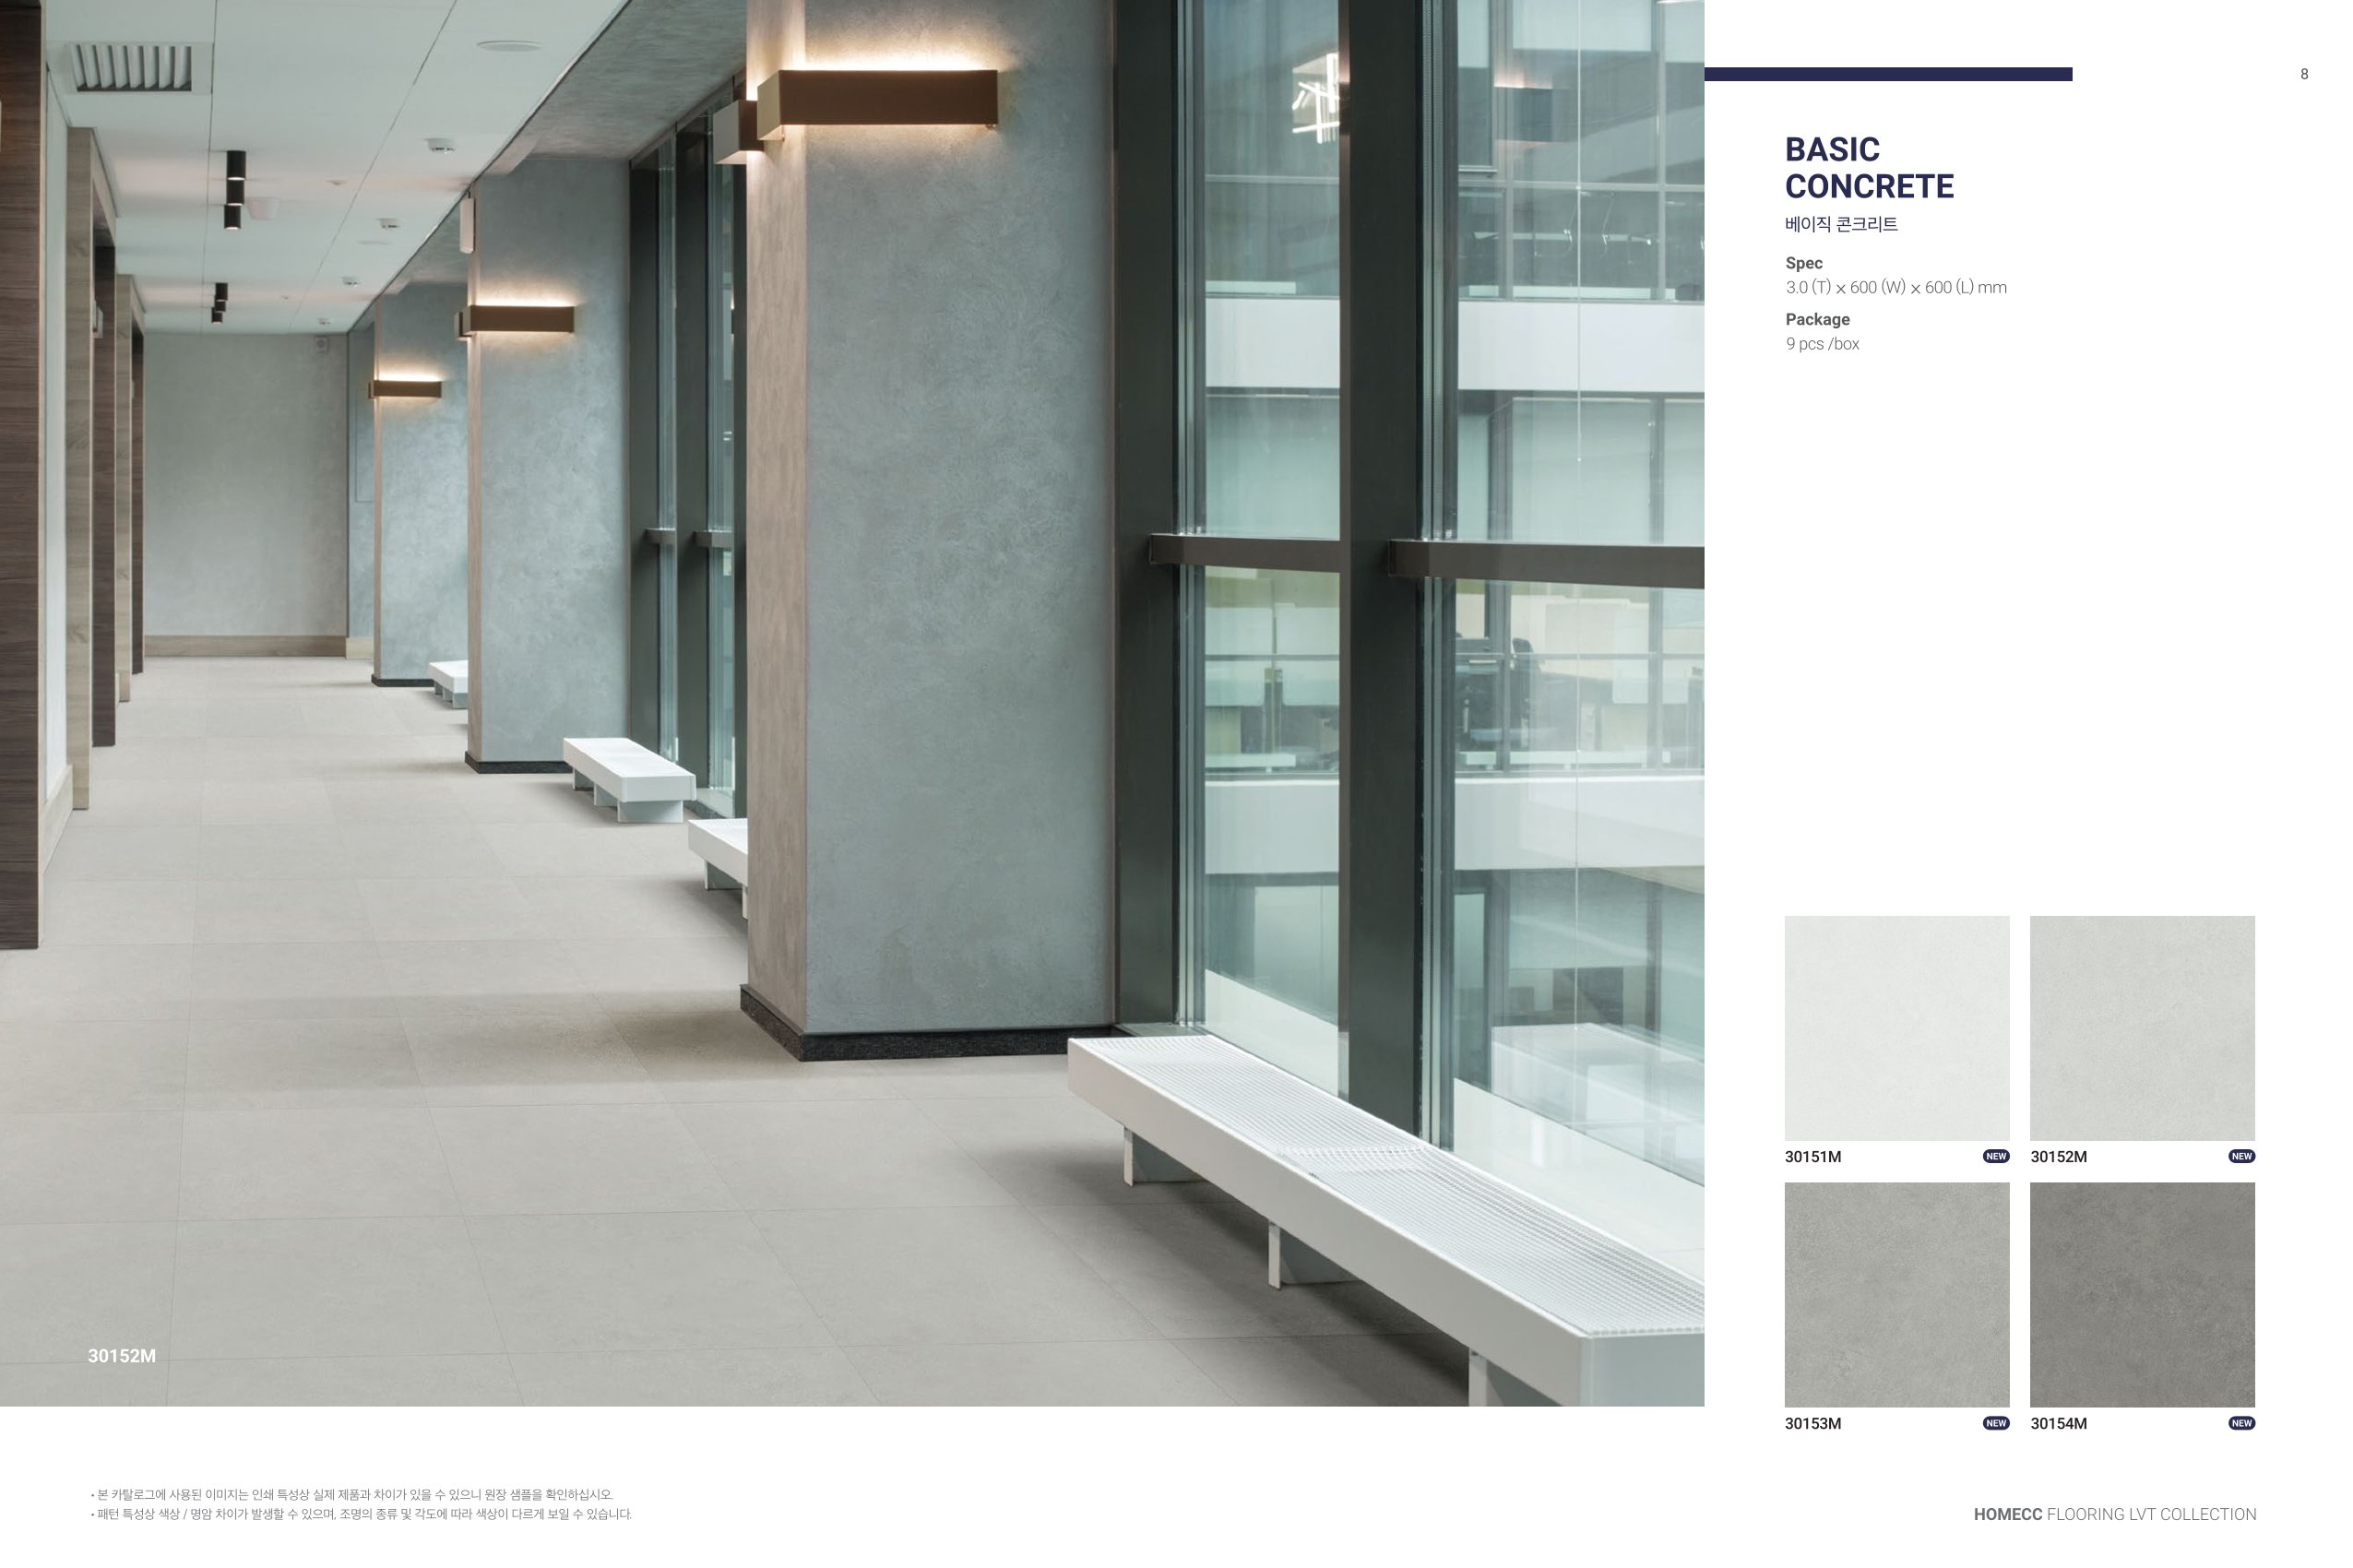 8
BASIC
CONCRETE
베이직 콘크리트
Spec
3.0 (T) x 600 (W) x 600 (L) mm
Package
9 pcs /box
30151M NEW
30152M NEW
30153M NEW
30154M NEW
30152M
• 본 카탈로그에 사용된 이미지는 인쇄 특성상 실제 제품과 차이가 있을 수 있으니 원장 샘플을 확인하십시오.
• 패턴 특성상 색상 / 명암 차이가 발생할 수 있으며, 조명의 종류 및 각도에 따라 색상이 다르게 보일 수 있습니다.
HOMECC FLOORING LVT COLLECTION